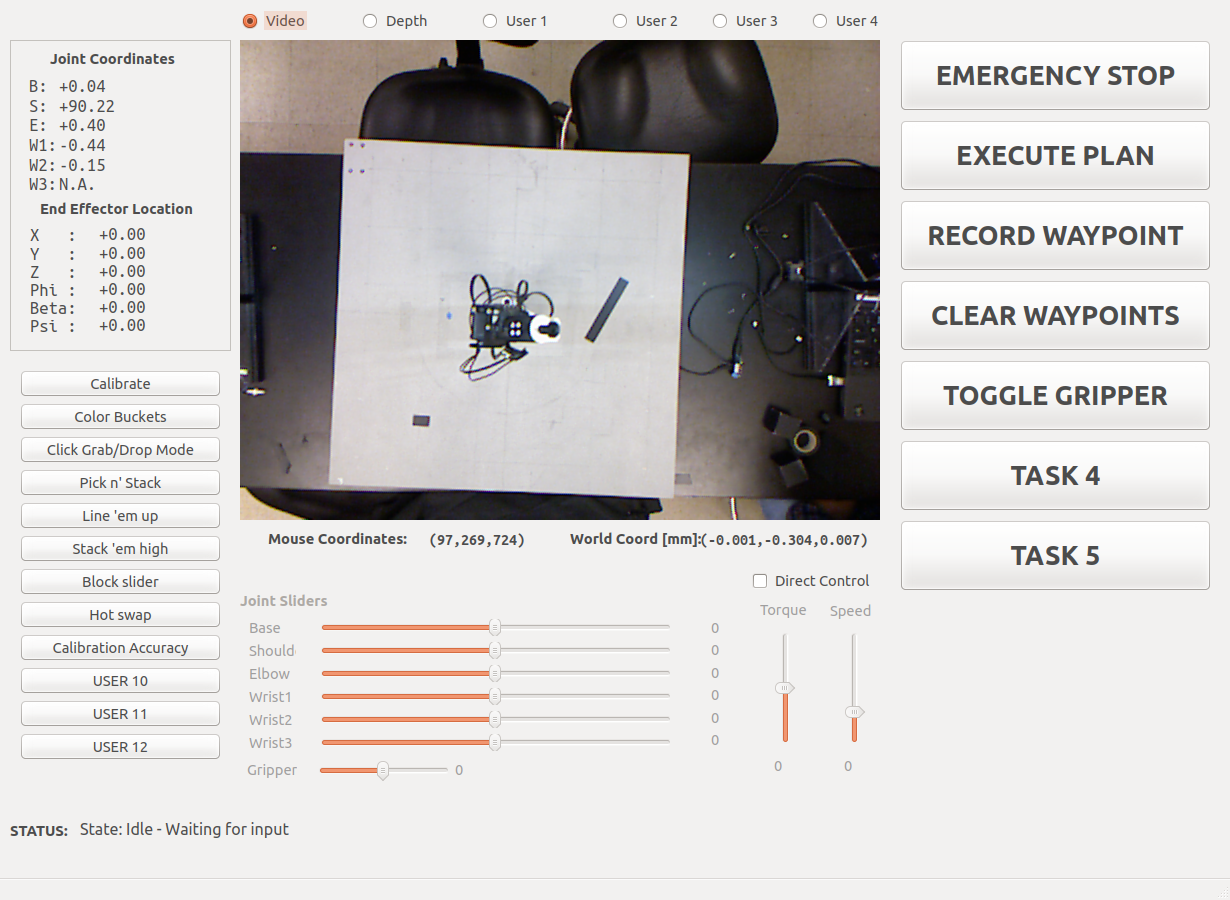 Video Depth User 1 User 2 User 3 User 4
Joint Coordinates
B: +0.04
S: +90.22
E: +0.40
W1:-0.44
W2:-0.15
W3:N.A.
End Effector Location
X : +0.00
Y : +0.00
Z : +0.00
Phi : +0.00
Beta: +0.00
Psi : +0.00
Calibrate
Color Buckets
Click Grab/Drop Mode
Pick n' Stack
Line 'em up
Stack 'em high
Block slider
Hot swap
Calibration Accuracy
USER 10
USER 11
USER 12
Mouse Coordinates: (97,269,724) World Coord [mm]:(-0.001,-0.304,0.007)
Direct Control
Joint Sliders
Torque Speed
Base 0
Should 0
Elbow 0
Wrist1 0
Wrist2 0
Wrist3 0
Gripper 0
0 0
EMERGENCY STOP
EXECUTE PLAN
RECORD WAYPOINT
CLEAR WAYPOINTS
TOGGLE GRIPPER
TASK 4
TASK 5
STATUS: State: Idle - Waiting for input